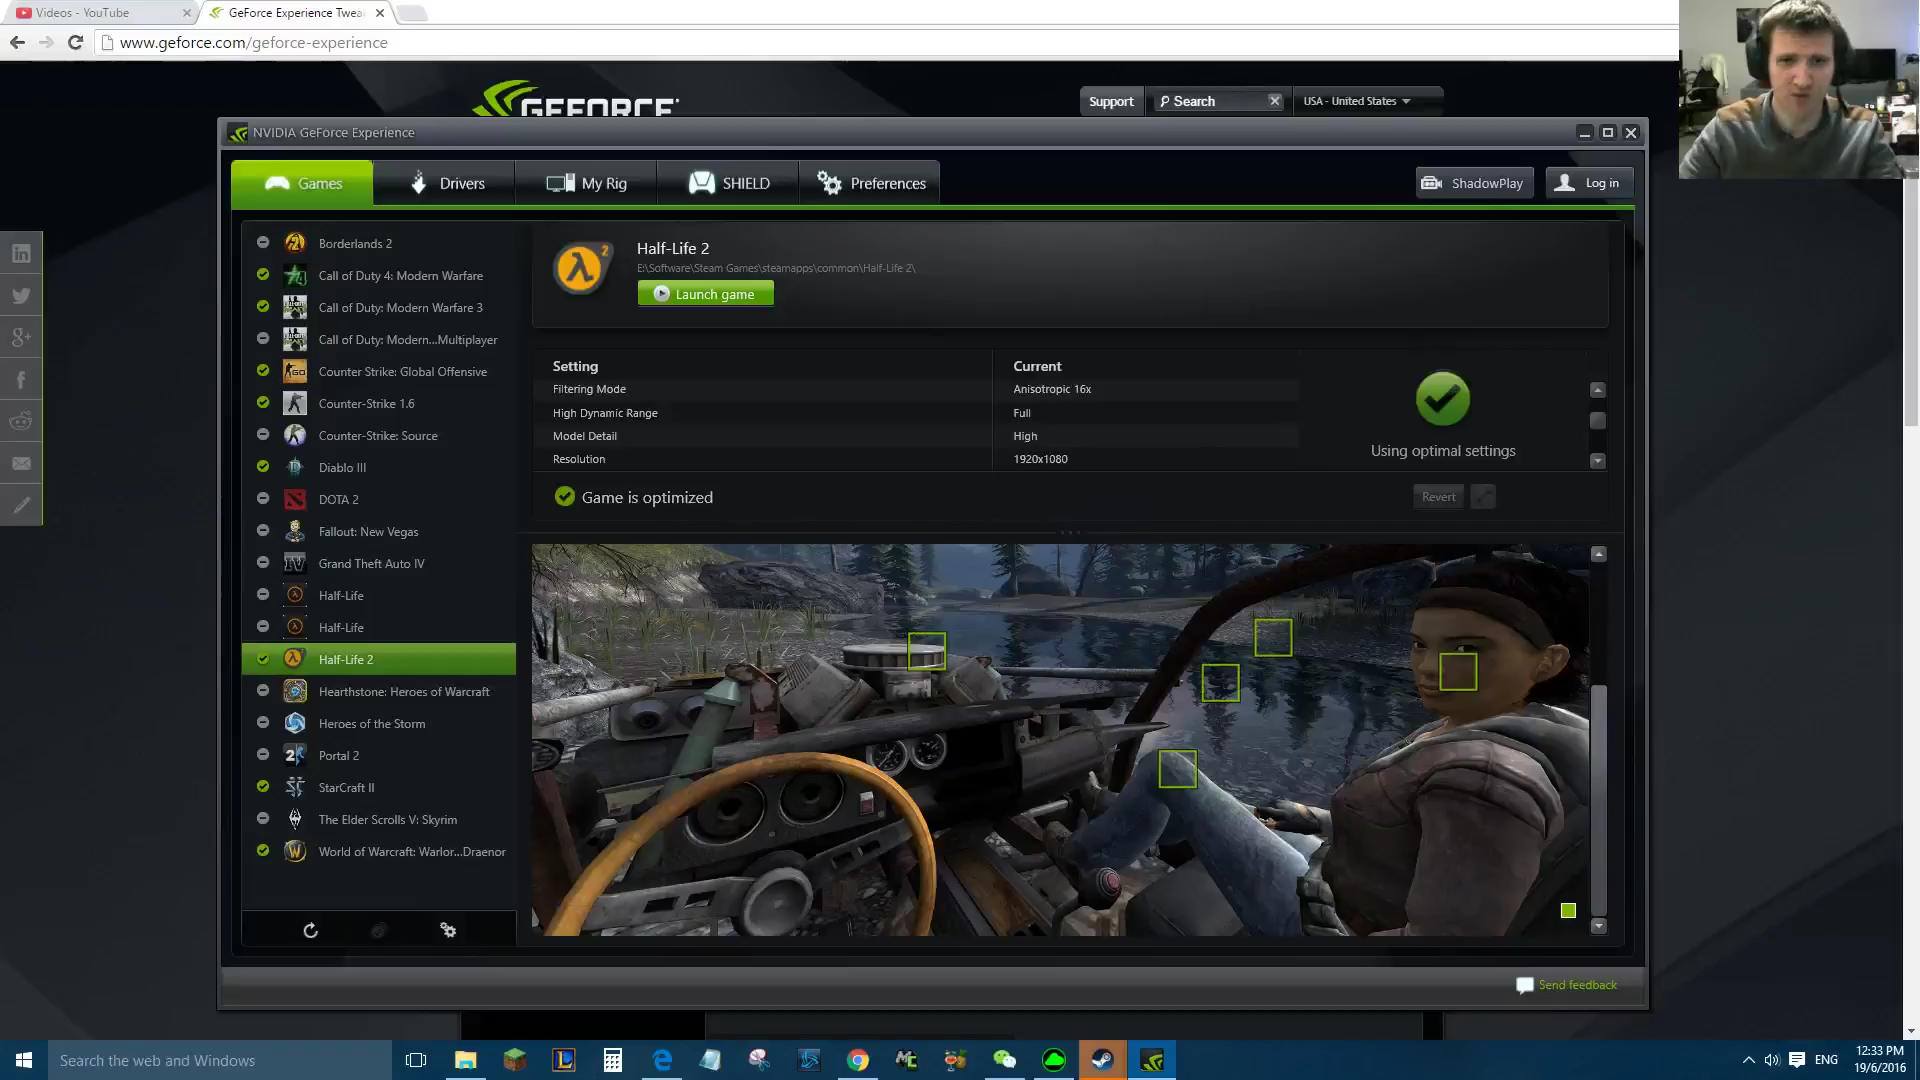 Videos - YouTube
GeForce Experience Twea
www.geforce.com/geforce-experience
GEFORCE
Support
Search
USA - United States
NVIDIA GeForce Experience
Games
Drivers
My Rig
SHIELD
Preferences
ShadowPlay
Log in
Borderlands 2
Call of Duty 4: Modern Warfare
Call of Duty: Modern Warfare 3
Call of Duty: Modern...Multiplayer
Counter Strike: Global Offensive
Counter-Strike 1.6
Counter-Strike: Source
Diablo III
DOTA 2
Fallout: New Vegas
Grand Theft Auto IV
Half-Life
Half-Life
Half-Life 2
Hearthstone: Heroes of Warcraft
Heroes of the Storm
Portal 2
StarCraft II
The Elder Scrolls V: Skyrim
World of Warcraft: Warlor...Draenor
Half-Life 2
E:\Software\Steam Games\steamapps\common\Half-Life 2\
Launch game
Setting Current
Filtering Mode Anisotropic 16x
High Dynamic Range Full
Model Detail High
Resolution 1920x1080
Using optimal settings
Game is optimized
Revert
Send feedback
Search the web and Windows
ENG
12:33 PM
19/6/2016